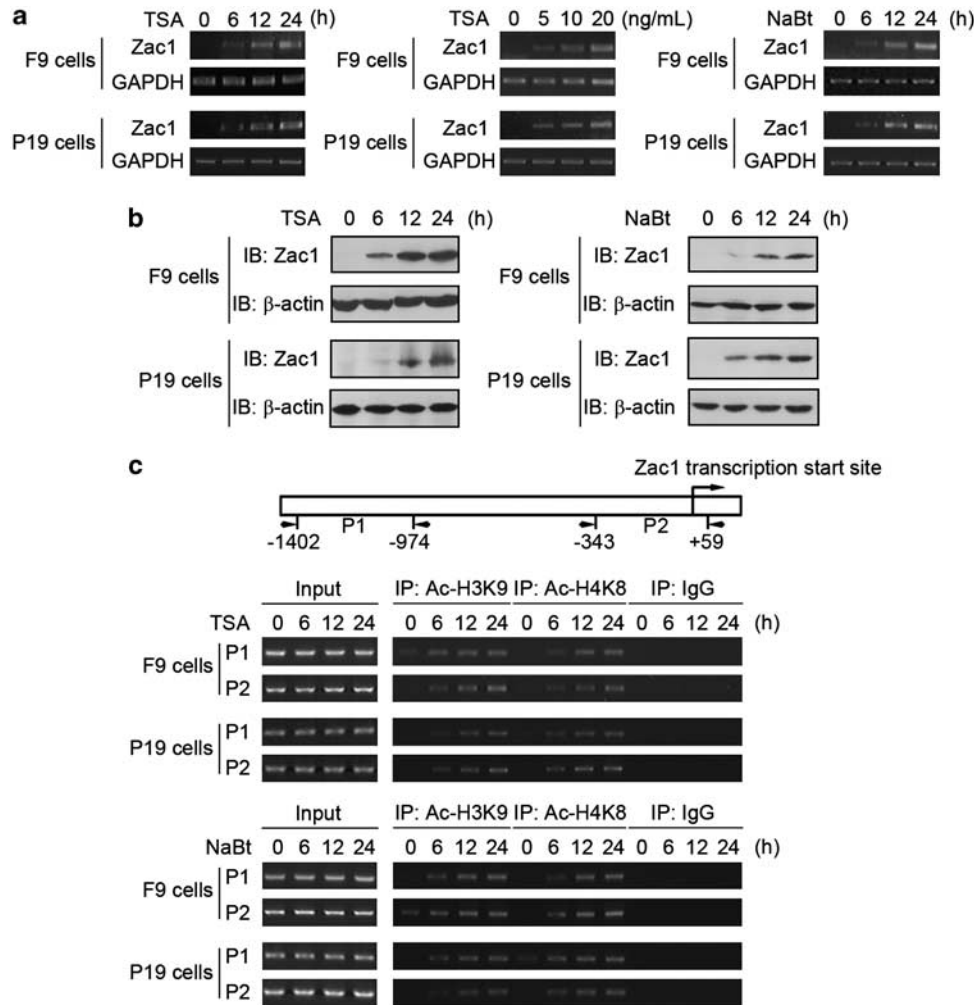 a
TSA 0 6 12 24 (h)
F9 cells
Zac1
GAPDH
P19 cells
Zac1
GAPDH
TSA 0 5 10 20 (ng/mL)
F9 cells
Zac1
GAPDH
P19 cells
Zac1
GAPDH
NaBt 0 6 12 24 (h)
F9 cells
Zac1
GAPDH
P19 cells
Zac1
GAPDH
b
TSA 0 6 12 24 (h)
F9 cells
IB: Zac1
IB: β-actin
P19 cells
IB: Zac1
IB: β-actin
NaBt 0 6 12 24 (h)
F9 cells
IB: Zac1
IB: β-actin
P19 cells
IB: Zac1
IB: β-actin
c
Zac1 transcription start site
P1 P2
-1402 -974 -343 +59
Input IP: Ac-H3K9 IP: Ac-H4K8 IP: IgG
TSA 0 6 12 24 0 6 12 24 0 6 12 24 0 6 12 24 (h)
F9 cells
P1
P2
P19 cells
P1
P2
Input IP: Ac-H3K9 IP: Ac-H4K8 IP: IgG
NaBt 0 6 12 24 0 6 12 24 0 6 12 24 0 6 12 24 (h)
F9 cells
P1
P2
P19 cells
P1
P2